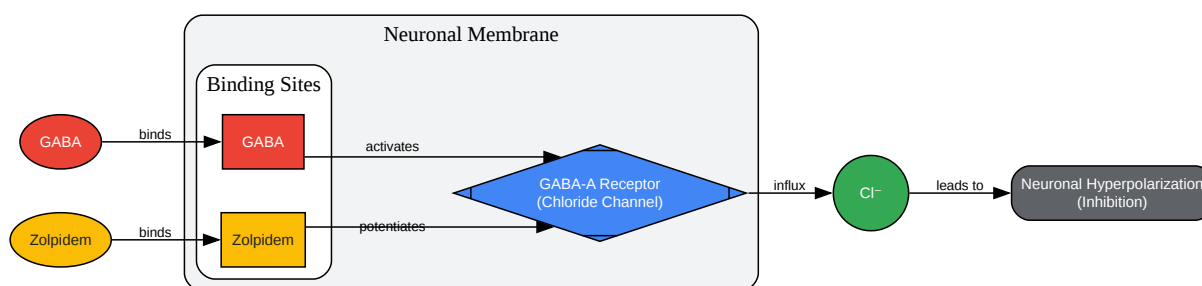 Neuronal Membrane
Binding Sites
GABA
binds
GABA
activates
Zolpidem
binds
Zolpidem
potentiates
GABA-A Receptor
(Chloride Channel)
influx
Cl⁻
leads to
Neuronal Hyperpolarization
(Inhibition)